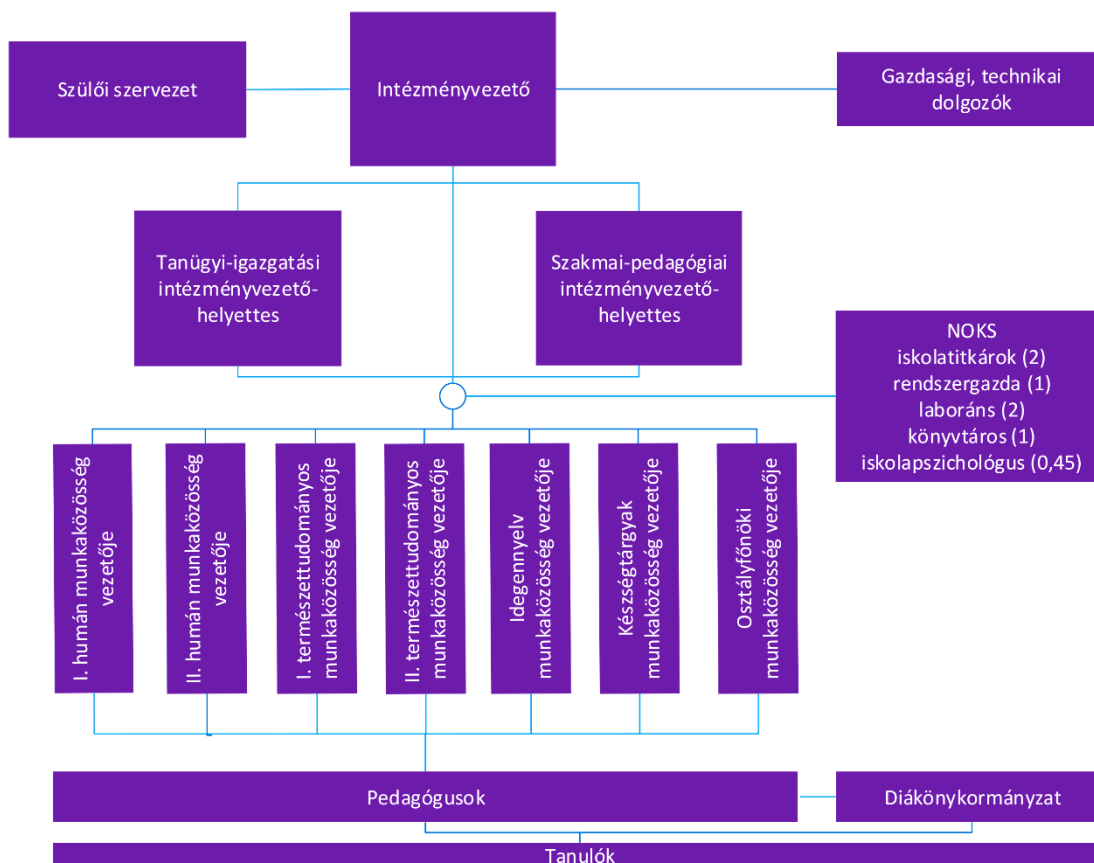 Szülői szervezet
Intézményvezető
Gazdasági, technikai
dolgozók
Tanügyi-igazgatási
intézményvezető-
helyettes
Szakmai-pedagógiai
intézményvezető-
helyettes
NOKS
iskolatitkárok (2)
rendszergazda (1)
laboráns (2)
könyvtáros (1)
iskolapszichológus (0,45)
I. humán munkaközösség
vezetője
II. humán munkaközösség
vezetője
I. természettudományos
munkaközösség vezetője
II. természettudományos
munkaközösség vezetője
Idegennyelv
munkaközösség vezetője
Készségtárgyak
munkaközösség vezetője
Osztályfőnöki
munkaközösség vezetője
Pedagógusok
Diákönykormányzat
Tanulók